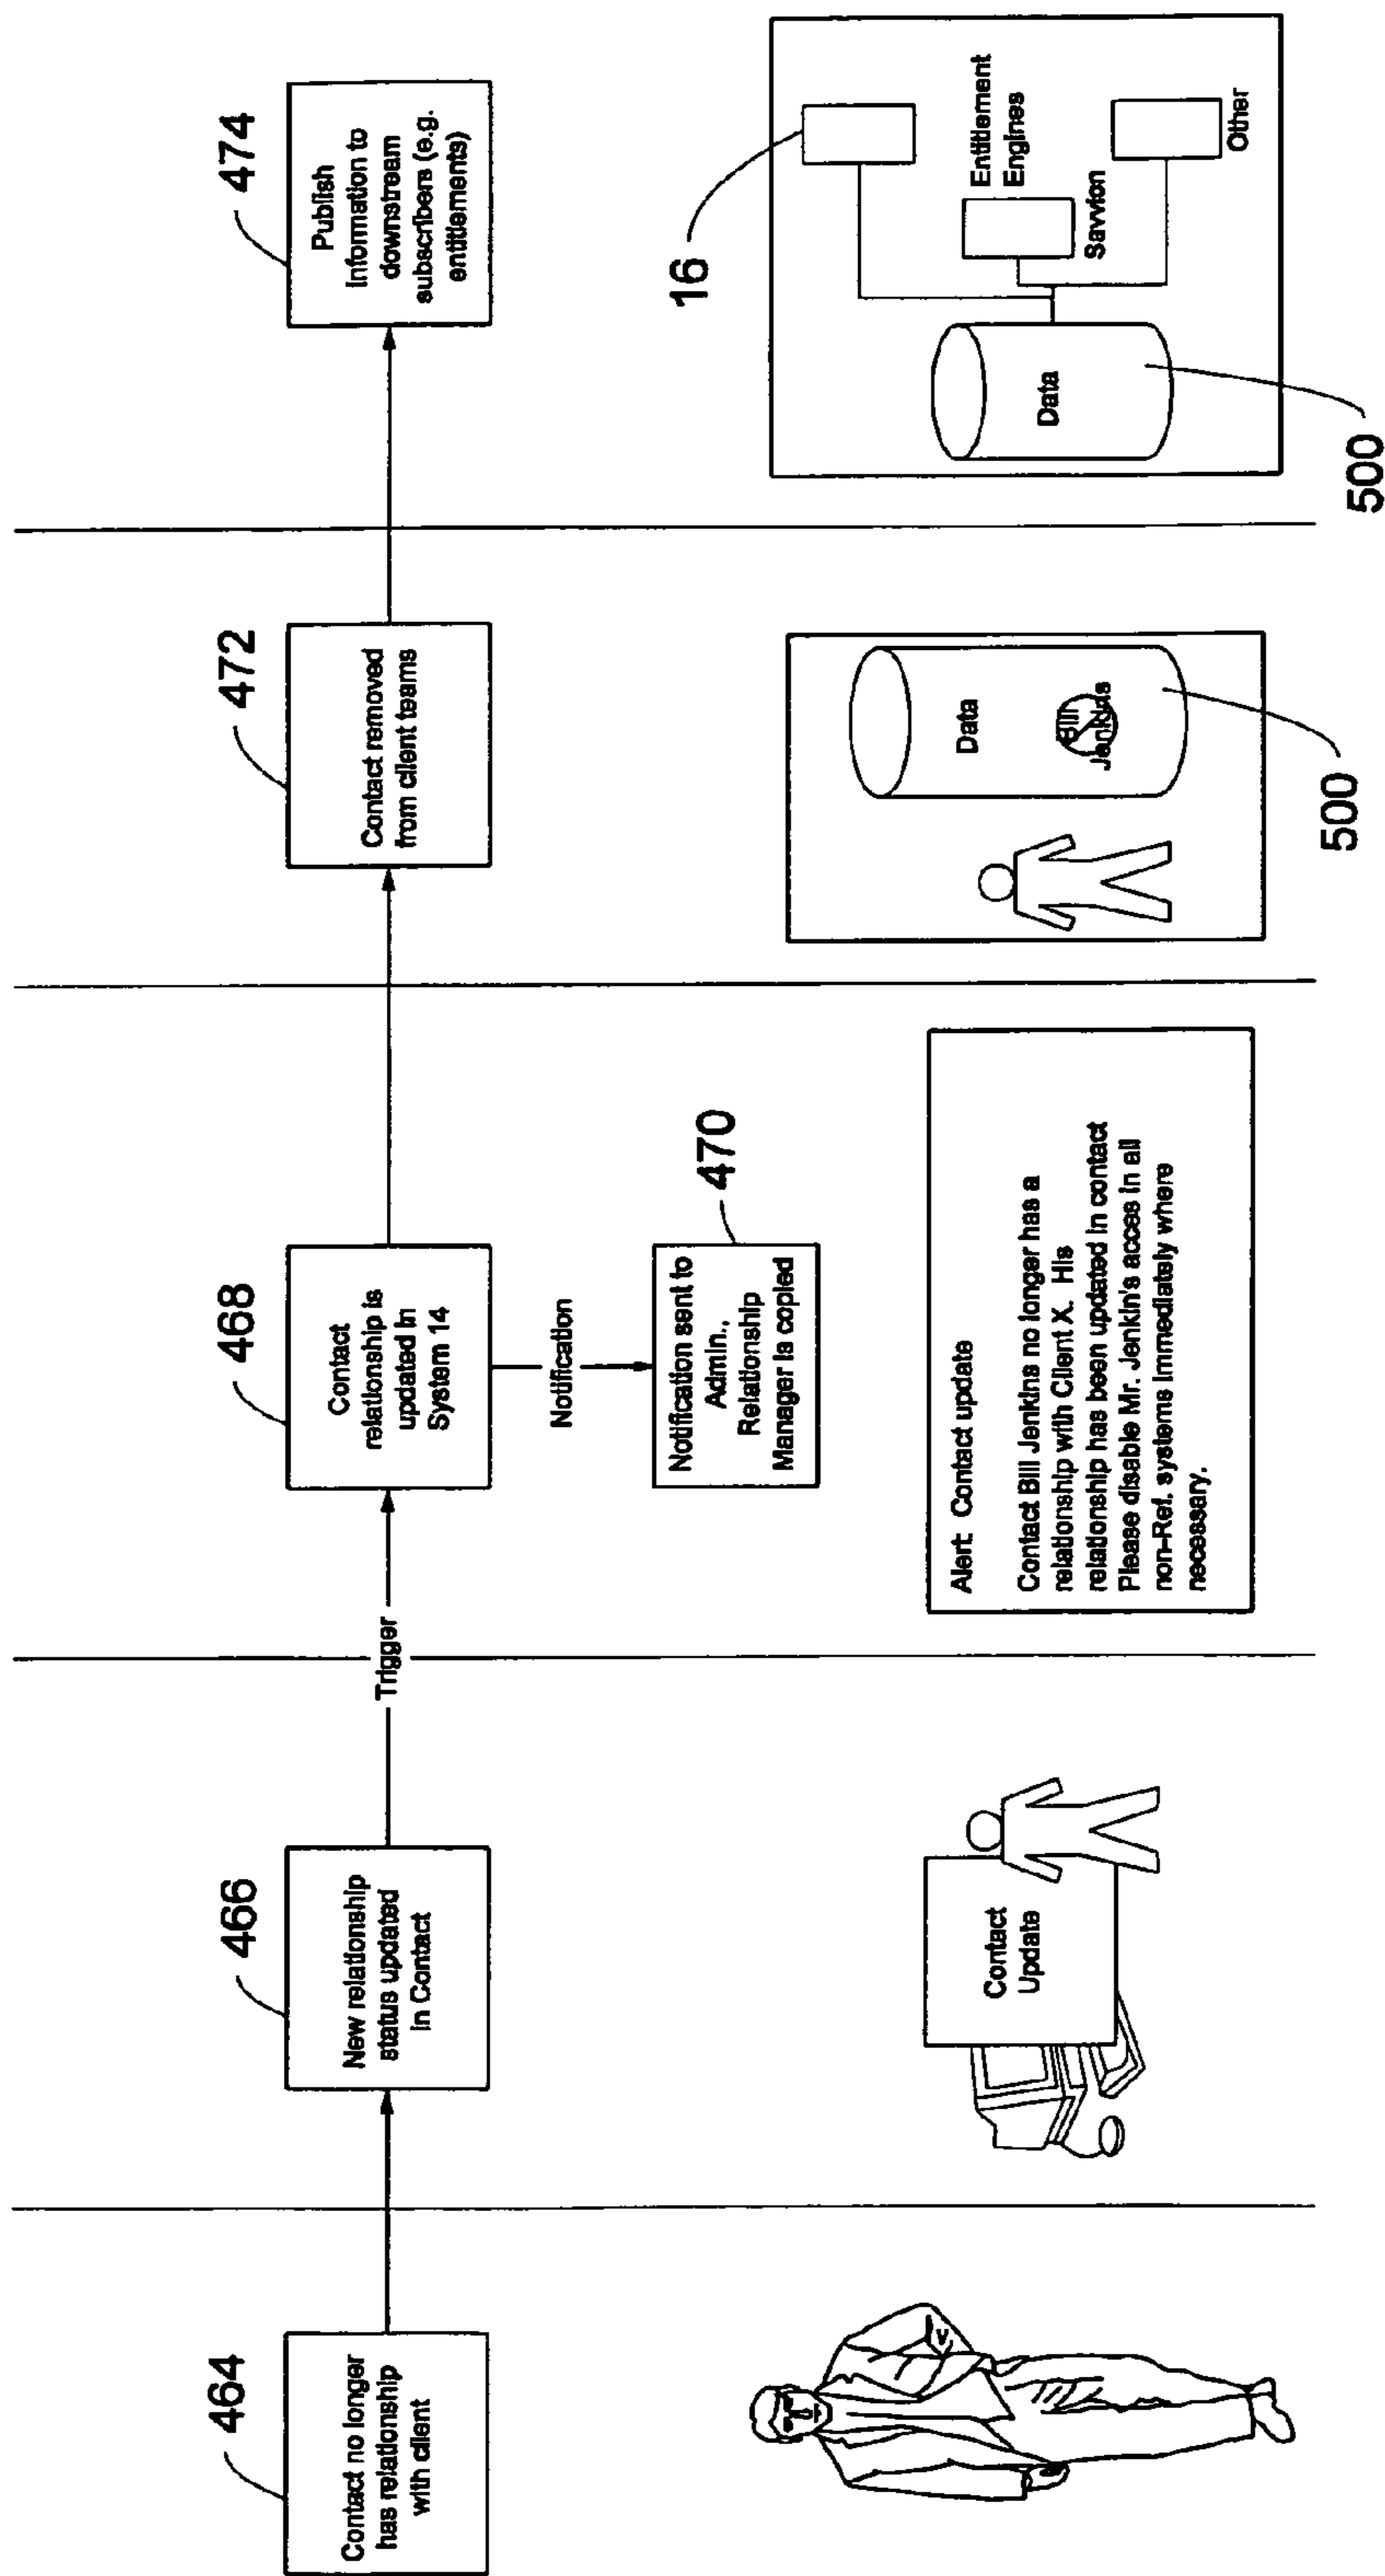 464
Contact no longer
has relationship
with client
466
New relationship
status updated
in Contact
Trigger
468
Contact
relationship is
updated in
System 14
Notification
470
Notification sent to
Admin.,
Relationship
Manager is copied
472
Contact removed
from client teams
474
Publish
information to
downstream
subscribers (e.g.
entitlements)
Contact
Update
Alert: Contact update
Contact Bill Jenkins no longer has a
relationship with Client X. His
relationship has been updated in contact
Please disable Mr. Jenkin's acces in all
non-Ref. systems immediately where
necessary.
Data
Bill
Jenkins
500
16
Entitlement
Engines
Savvion
Other
Data
500